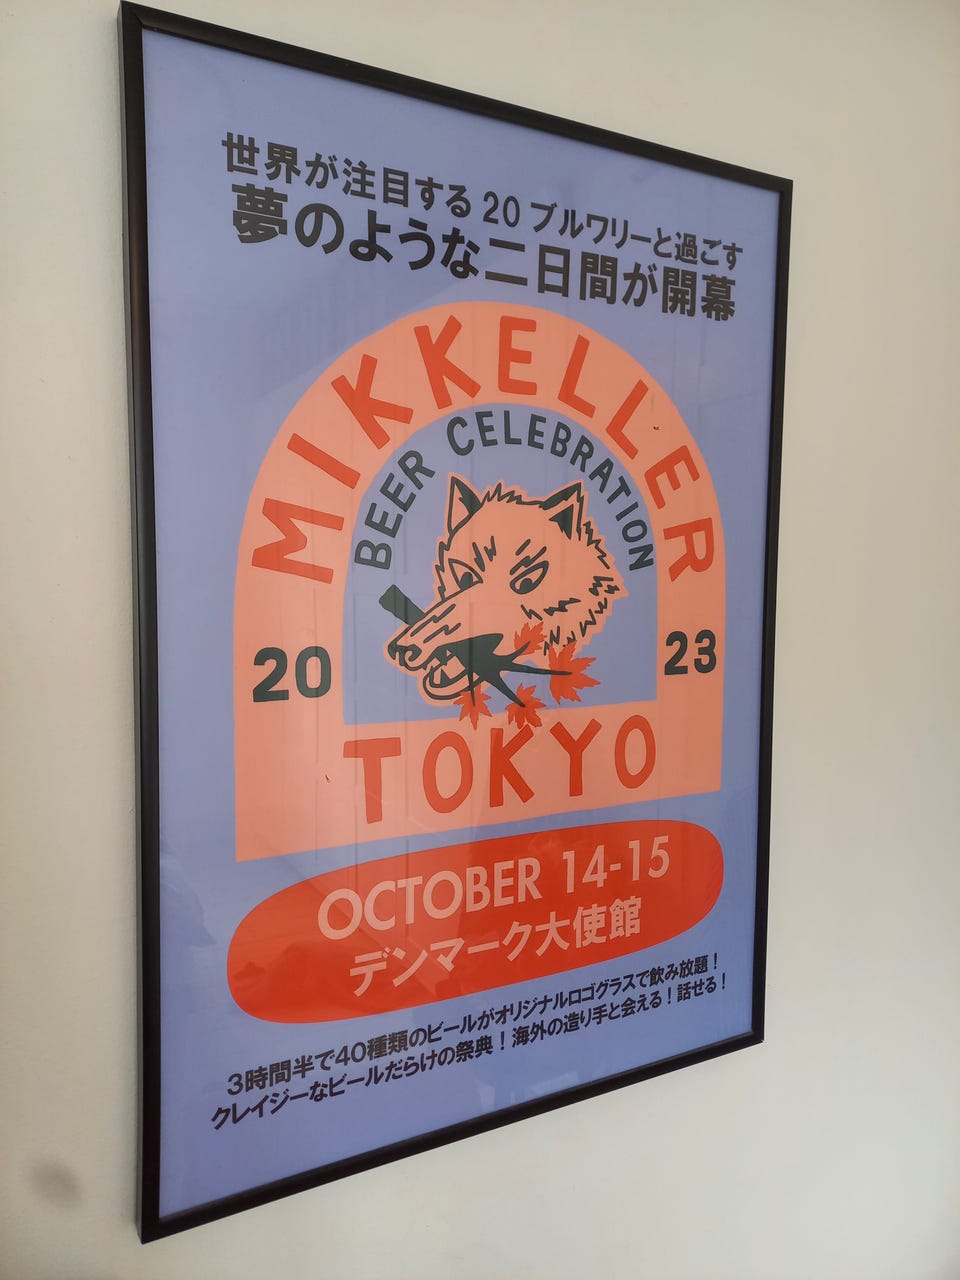 世界が注目する 20 ブルワリーと過ごす
夢のような二日間が開幕
MIKKELLER
BEER CELEBRATION
20 23
TOKYO
OCTOBER 14-15
デンマーク大使館
3時間半で40種類のビールがオリジナルロゴグラスで飲み放題！
クレイジーなビールだらけの祭典！海外の造り手と会える！話せる！